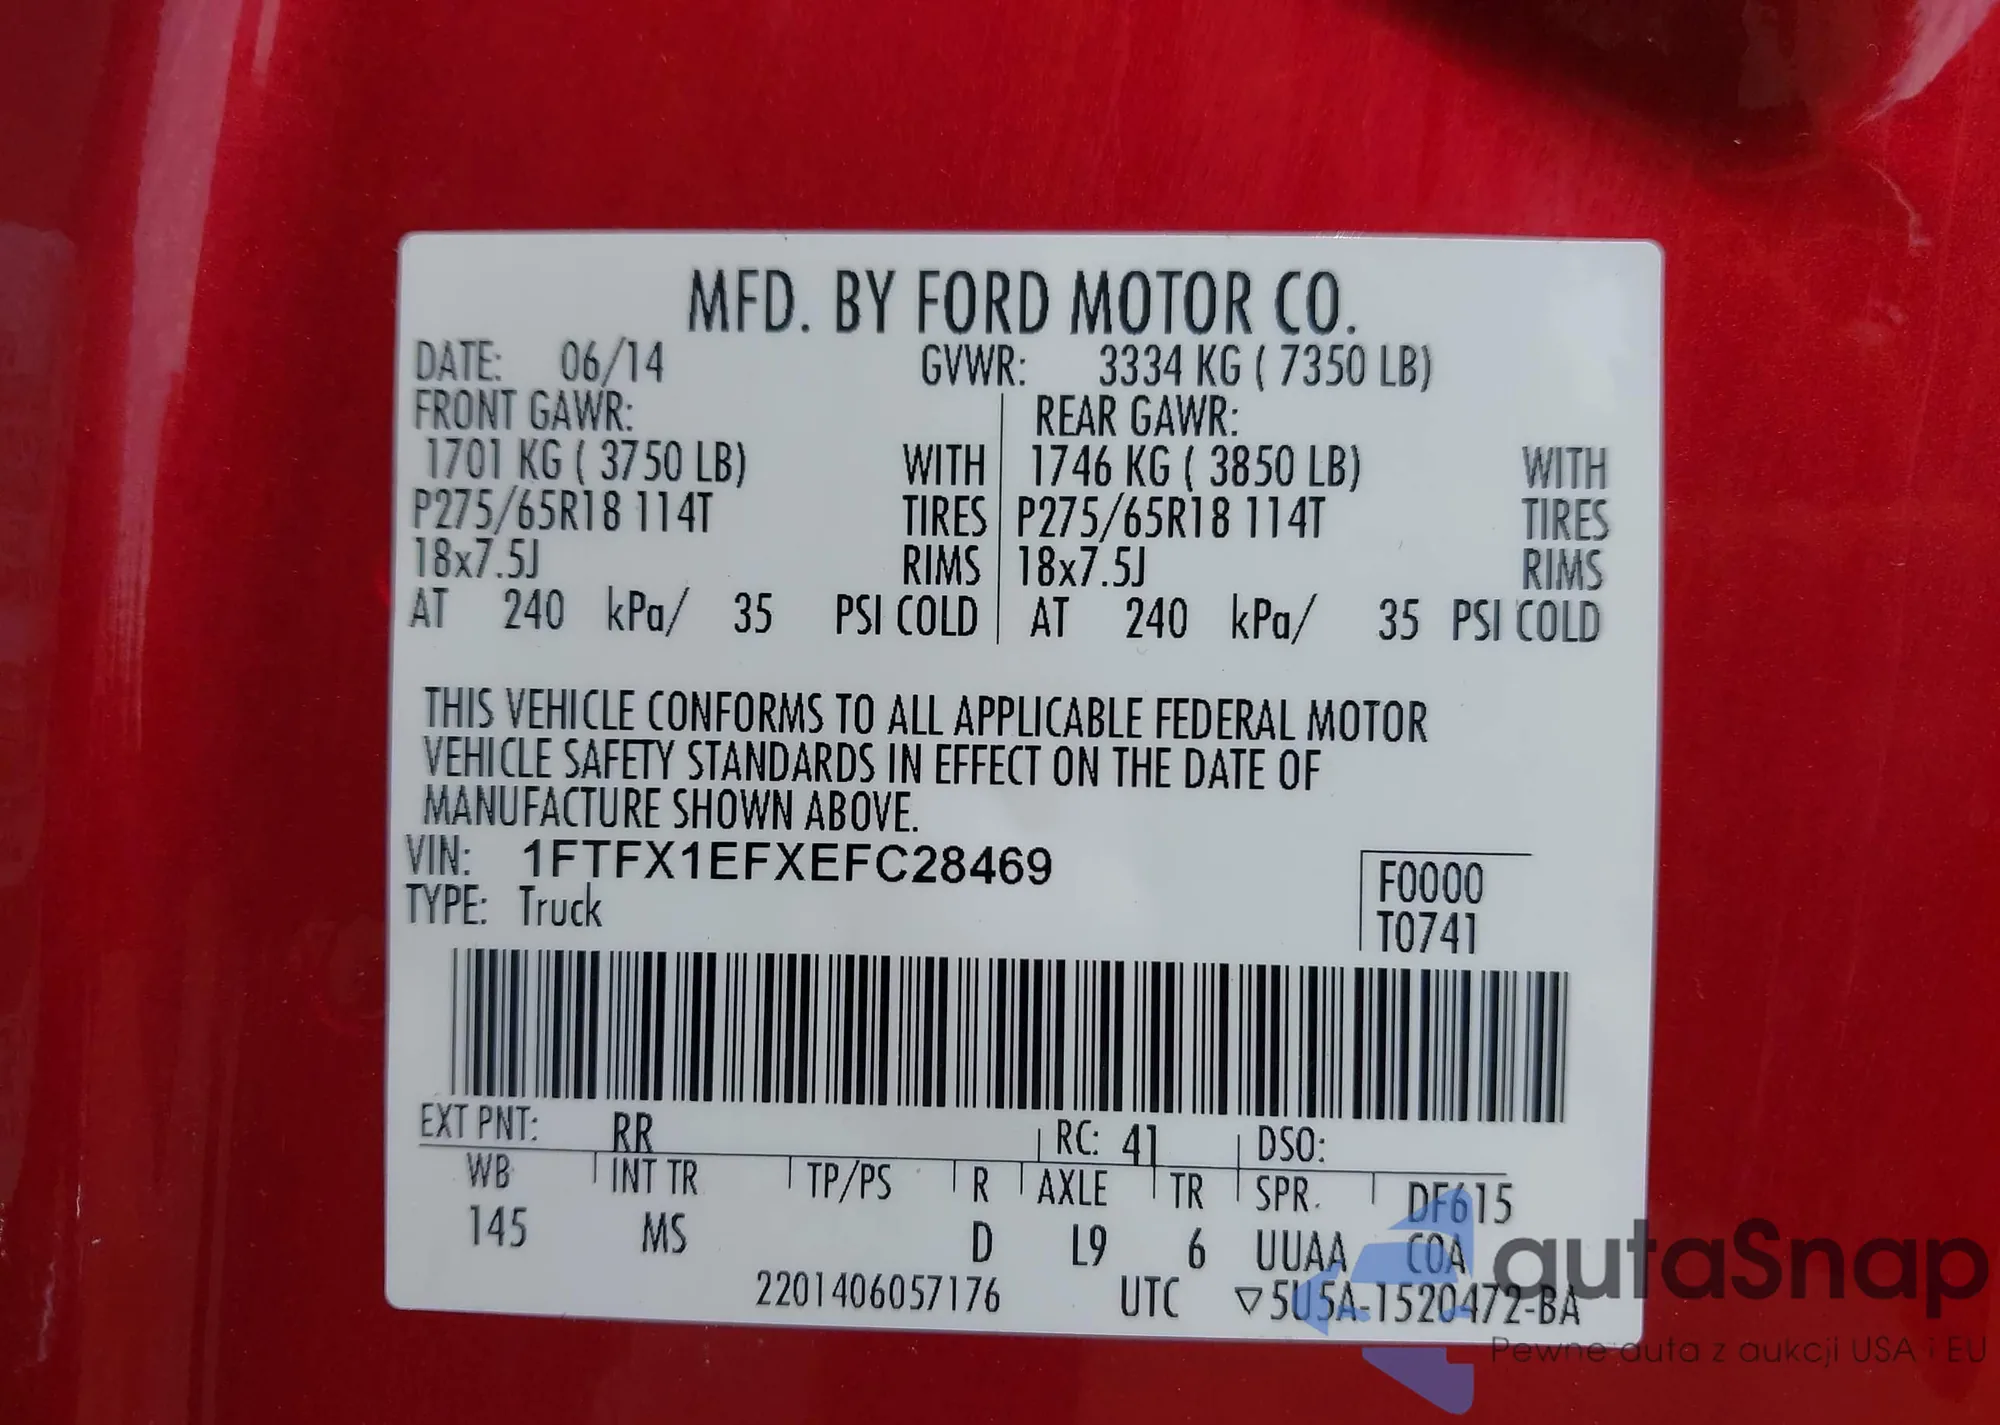 MFD. BY FORD MOTOR CO.
DATE: 06/14 GVWR: 3334 KG ( 7350 LB)
FRONT GAWR: REAR GAWR:
1701 KG ( 3750 LB) WITH 1746 KG ( 3850 LB) WITH
P275/65R18 114T TIRES P275/65R18 114T TIRES
18x7.5J RIMS 18x7.5J RIMS
AT 240 kPa/ 35 PSI COLD AT 240 kPa/ 35 PSI COLD
THIS VEHICLE CONFORMS TO ALL APPLICABLE FEDERAL MOTOR
VEHICLE SAFETY STANDARDS IN EFFECT ON THE DATE OF
MANUFACTURE SHOWN ABOVE.
VIN: 1FTFX1EFXEFC28469 F0000
TYPE: Truck T0741
EXT PNT: RR RC: 41 DSO:
WB INT TR TP/PS R AXLE TR SPR. DF615
145 MS D L9 6 UUAA COA
2201406057176 UTC ▽5U5A-1520472-BA
autaSnap
Pewne auta z aukcji USA i EU